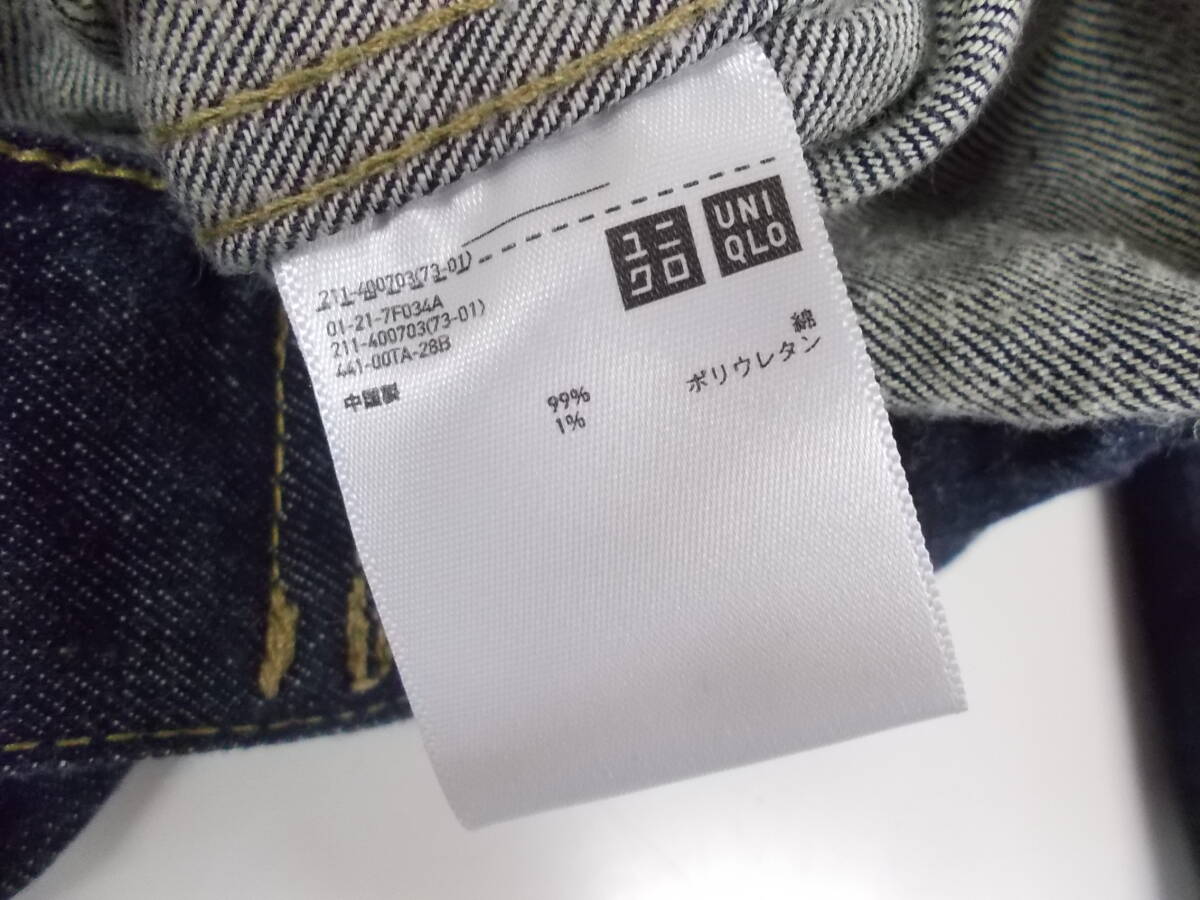 ユニ
クロ
UNI
QLO
211-400703(73-01)
01-21-7F034A
211-400703(73-01)
441-00TA-28B
中国製
綿 99%
ポリウレタン 1%